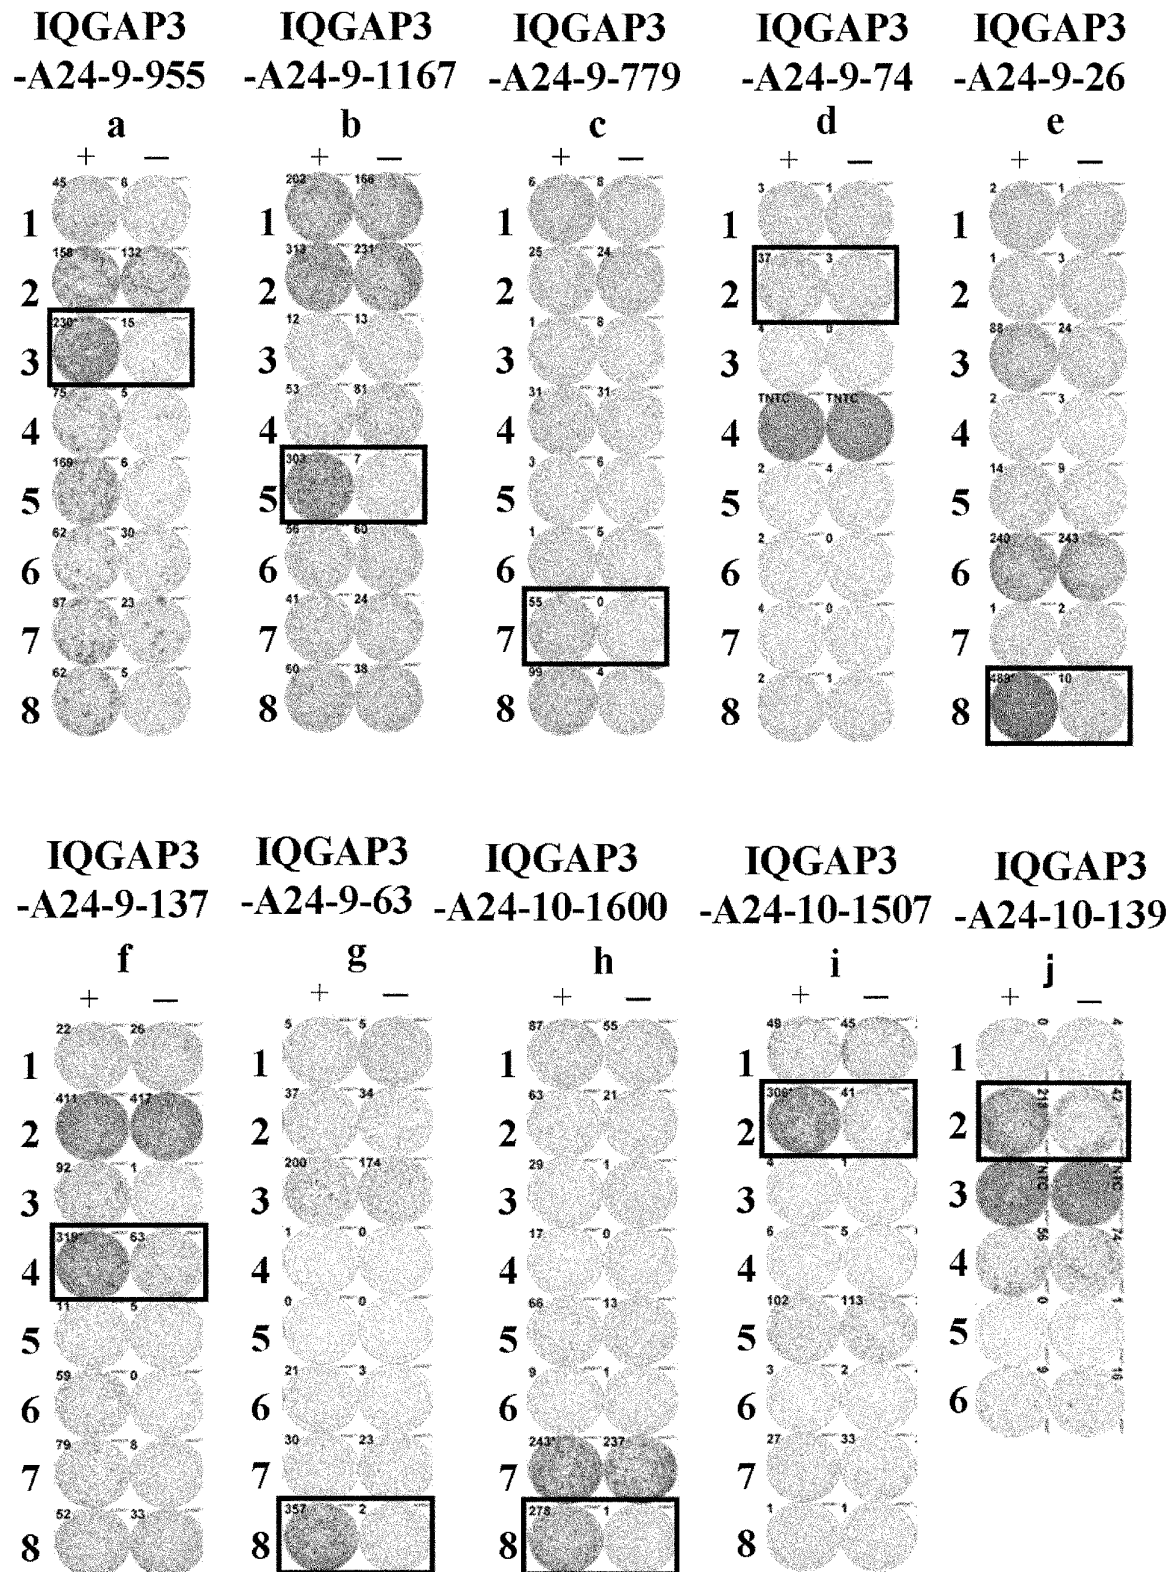 IQGAP3 IQGAP3 IQGAP3 IQGAP3 IQGAP3
-A24-9-955 -A24-9-1167 -A24-9-779 -A24-9-74 -A24-9-26
a b c d e
+ — + — + — + — + —
1 45 6 1 202 166 1 6 8 1 3 1 1 2 1
2 158 132 2 313 231 2 25 24 2 37 3 2 1 3
3 230* 15 3 12 13 3 1 8 3 4 0 3 88 24
4 75 5 4 53 81 4 31 31 4 TNTC TNTC 4 2 3
5 169 6 5 303 7 5 3 6 5 2 4 5 14 9
6 62 30 6 56 60 6 1 5 6 2 0 6 240 243
7 87 23 7 41 24 7 55 0 7 4 0 7 1 2
8 62 5 8 60 38 8 99 4 8 2 1 8 489* 10
IQGAP3 IQGAP3 IQGAP3 IQGAP3 IQGAP3
-A24-9-137 -A24-9-63 -A24-10-1600 -A24-10-1507 -A24-10-139
f g h i j
+ — + — + — + — + —
1 22 26 1 5 5 1 87 55 1 49 45 1 0 4
2 411 417 2 37 34 2 63 21 2 306* 41 2 218 42
3 92 1 3 200 174 3 29 1 3 4 1 3 TNTC TNTC
4 319* 63 4 1 0 4 17 0 4 6 5 4 56 74
5 11 5 5 0 0 5 66 13 5 102 113 5 0 1
6 59 0 6 21 3 6 9 1 6 3 2 6 9 16
7 79 8 7 30 23 7 243* 237* 7 27 33
8 52 33 8 357 2 8 278 1 8 1 1